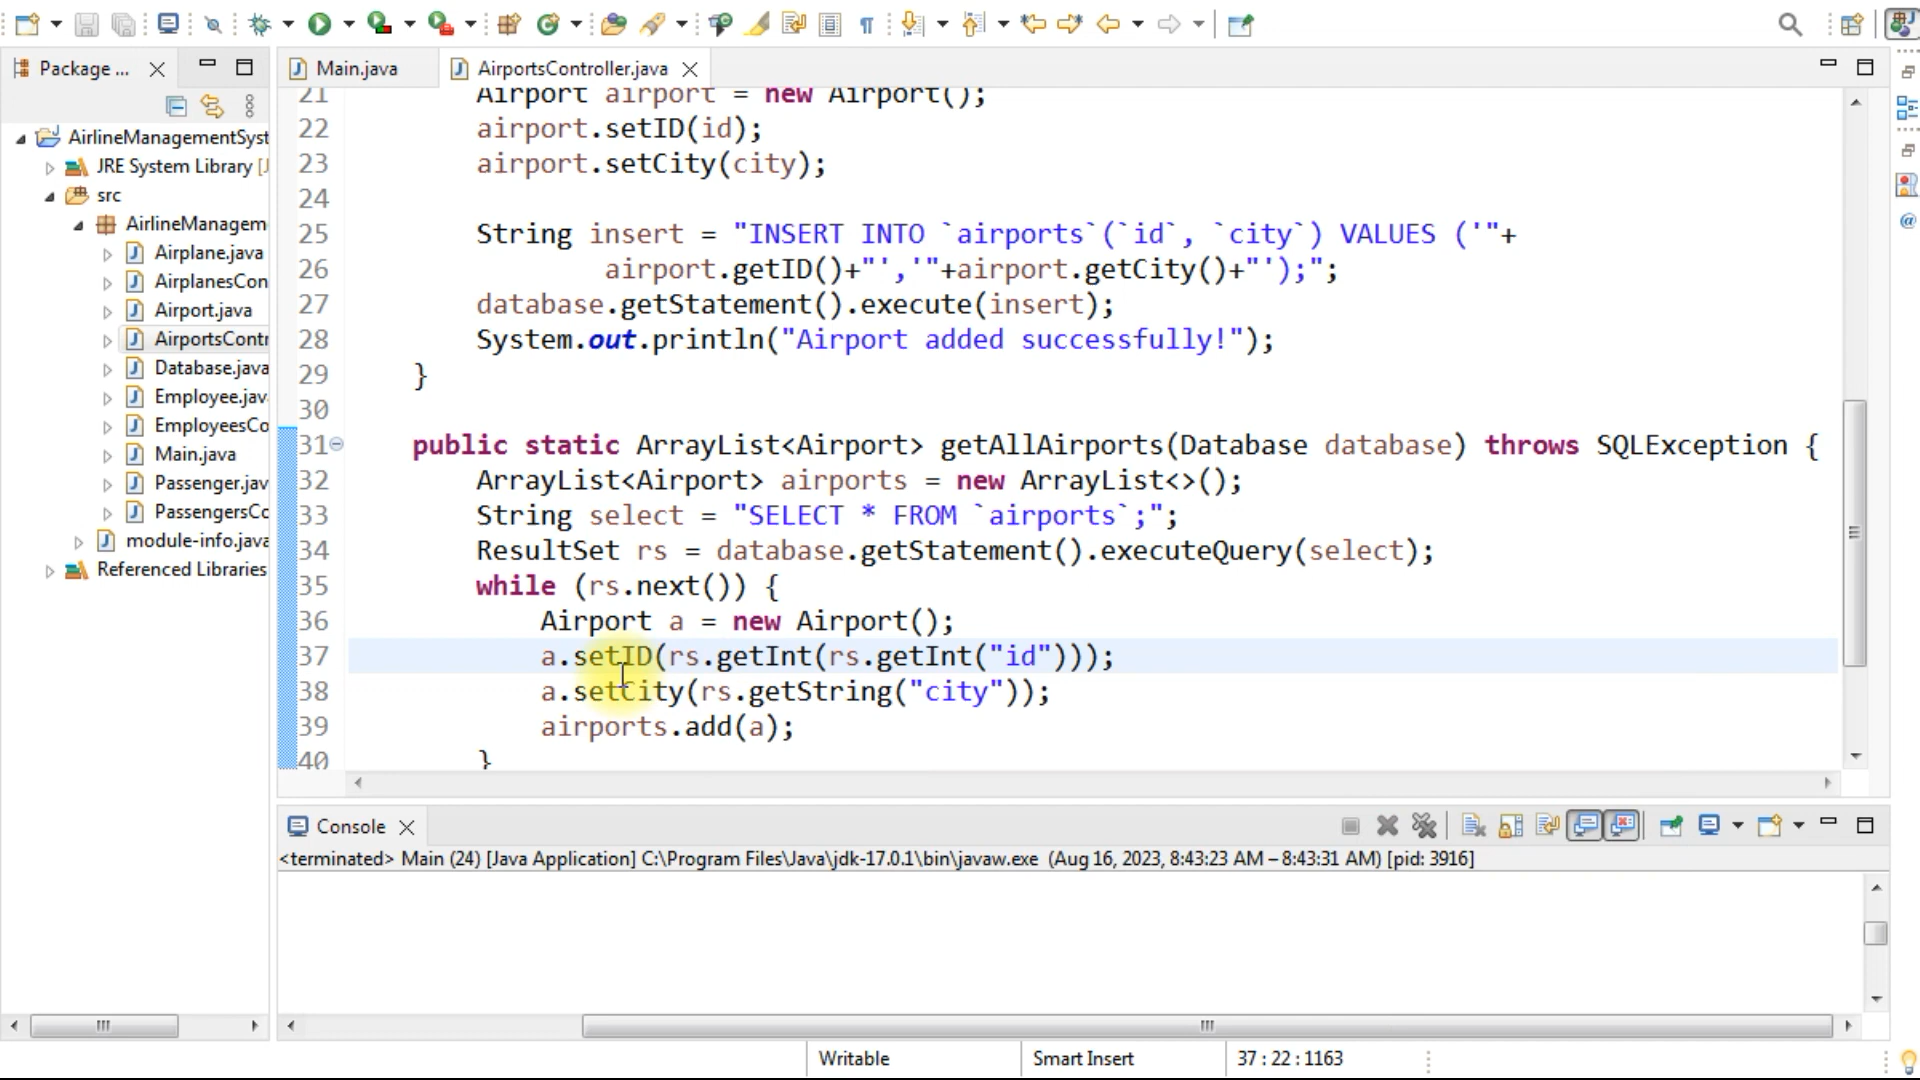 Package ...
Main.java
AirportsController.java
AirlineManagementSyst
JRE System Library [J
src
AirlineManagem
Airplane.java
AirplanesCon
Airport.java
AirportsContr
Database.java
Employee.jav
EmployeesCo
Main.java
Passenger.jav
PassengersCo
module-info.java
Referenced Libraries
21 Airport airport = new Airport();
22 airport.setID(id);
23 airport.setCity(city);
24
25 String insert = "INSERT INTO `airports`(`id`, `city`) VALUES ('"+
26 airport.getID()+"','"+airport.getCity()+"');";
27 database.getStatement().execute(insert);
28 System.out.println("Airport added successfully!");
29 }
30
31 public static ArrayList<Airport> getAllAirports(Database database) throws SQLException {
32 ArrayList<Airport> airports = new ArrayList<>();
33 String select = "SELECT * FROM `airports`;";
34 ResultSet rs = database.getStatement().executeQuery(select);
35 while (rs.next()) {
36 Airport a = new Airport();
37 a.setID(rs.getInt(rs.getInt("id")));
38 a.setCity(rs.getString("city"));
39 airports.add(a);
40 }
Console
<terminated> Main (24) [Java Application] C:\Program Files\Java\jdk-17.0.1\bin\javaw.exe (Aug 16, 2023, 8:43:23 AM – 8:43:31 AM) [pid: 3916]
Writable
Smart Insert
37 : 22 : 1163